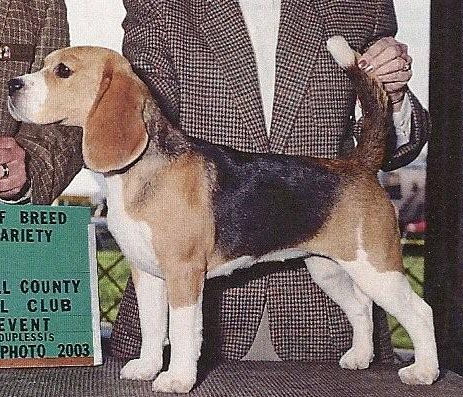 F BREED
ARIETY
L COUNTY
L CLUB
EVENT
DUPLESSIS
PHOTO 2003